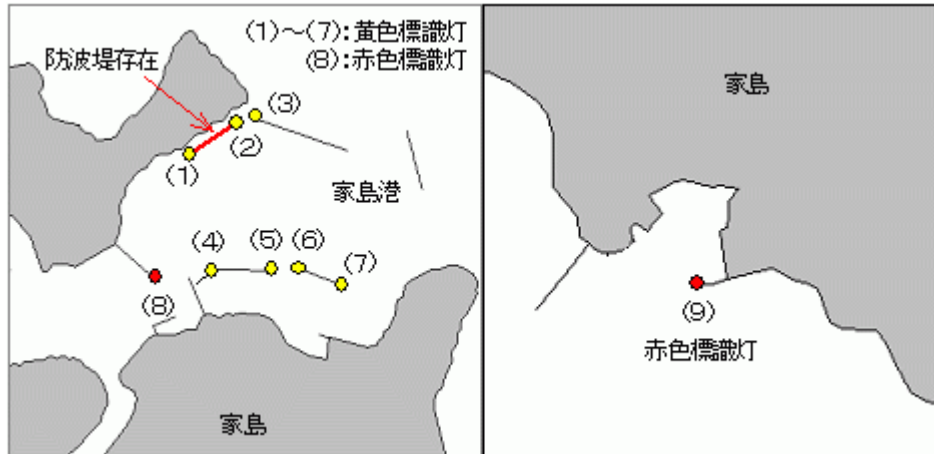 (1)～(7):黄色標識灯
(8):赤色標識灯
防波堤存在
(3)
(2)
(1)
家島港
(4)
(5)
(6)
(7)
(8)
家島
家島
(9)
赤色標識灯